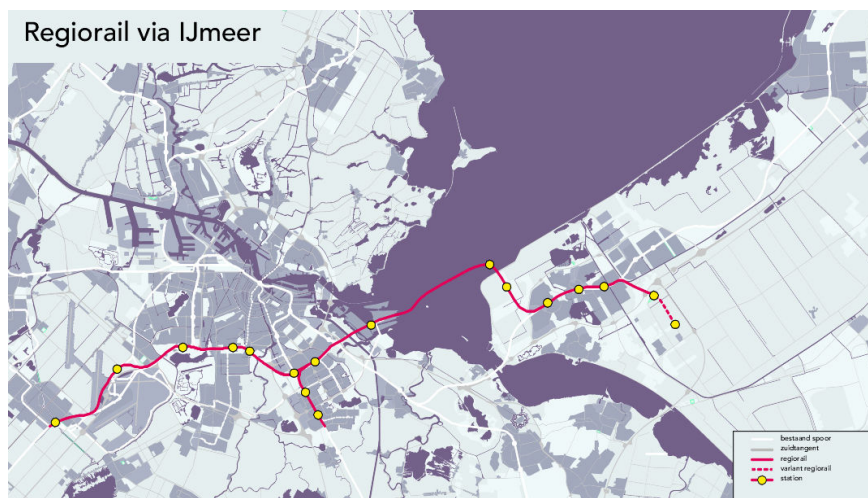 Regiorail via IJmeer
bestaand spoor
zuidtangent
regiorail
variant regiorail
station